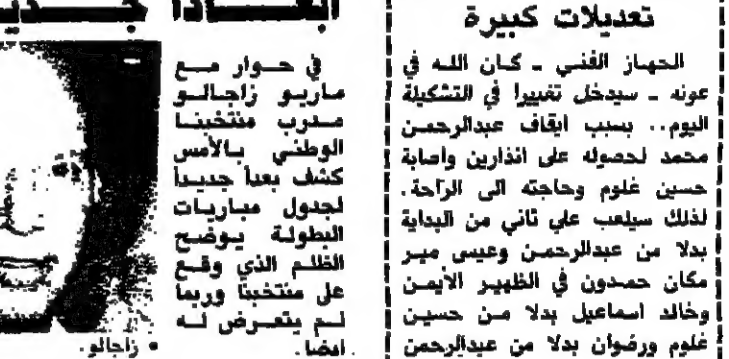 تعديلات كبيرة
الجهاز الفني ـ كان الله في
عونه ـ سيدخل تغييرا في التشكيلة
اليوم.. بسبب ايقاف عبدالرحمن
محمد لحصوله على انذارين وأصابة
حسين غلوم وحاجته الى الراحة.
لذلك سيلعب علي ثاني من البداية
بدلا من عبدالرحمن وعيسى مير
مكان حمدون في الظهير الأيمن
وخالد اسماعيل بدلا من حسين
غلوم ورضوان بدلا من عبدالرحمن
في حوار مع
ماريو زاجالو
مدرب منتخبنا
الوطني بالأمس
كشف بعداً جديداً
لجدول مباريات
البطولة يوضح
الظلم الذي وقع
على منتخبنا وربما
لم يتعرض له
ايضا.
• زاجالو.